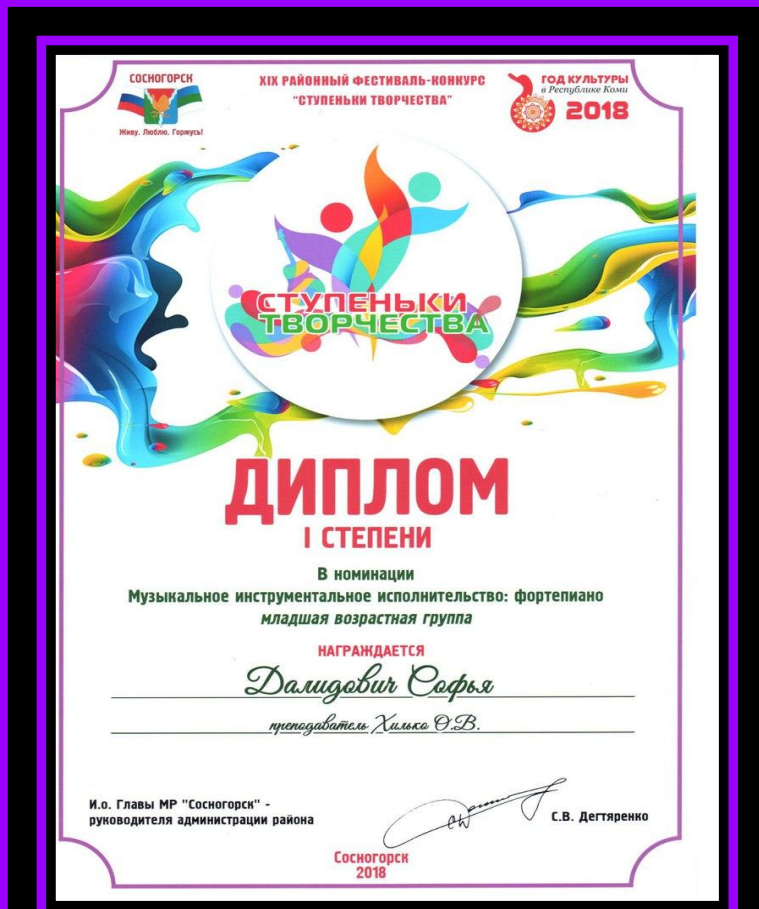 СОСНОГОРСК
Живу. Люблю. Горжусь!
XIX РАЙОННЫЙ ФЕСТИВАЛЬ-КОНКУРС
"СТУПЕНЬКИ ТВОРЧЕСТВА"
ГОД КУЛЬТУРЫ
в Республике Коми
2018
СТУПЕНЬКИ
ТВОРЧЕСТВА
ДИПЛОМ
I СТЕПЕНИ
В номинации
Музыкальное инструментальное исполнительство: фортепиано
младшая возрастная группа
НАГРАЖДАЕТСЯ
Далидович Софья
преподаватель Хилько О.В.
И.о. Главы МР "Сосногорск" -
руководителя администрации района
С.В. Дегтяренко
Сосногорск
2018